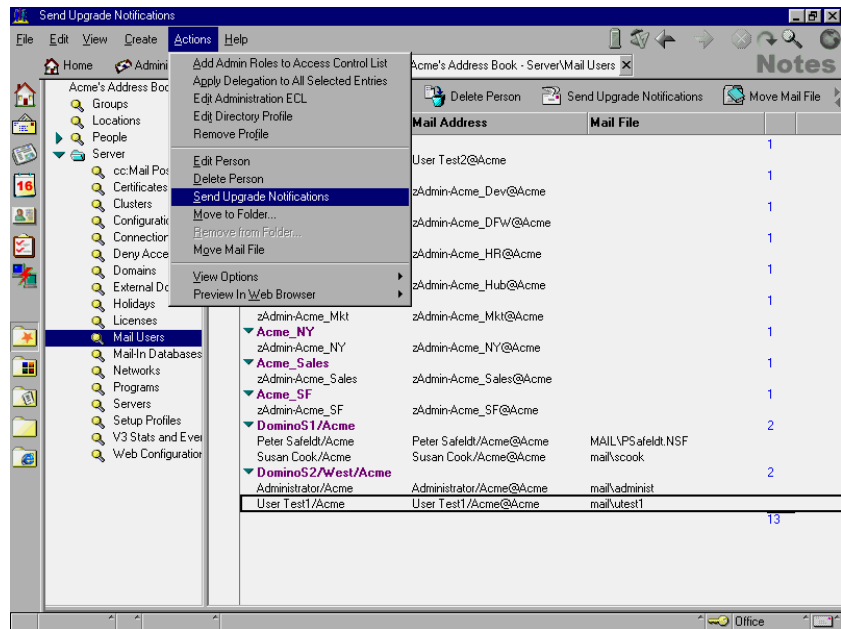 Send Upgrade Notifications
File Edit View Create Actions Help
Home Admini Acme's Address Book - Server\Mail Users Notes
Add Admin Roles to Access Control List
Apply Delegation to All Selected Entries
Edit Administration ECL
Edit Directory Profile
Remove Profile
Edit Person
Delete Person
Send Upgrade Notifications
Move to Folder...
Remove from Folder...
Move Mail File
View Options
Preview In Web Browser
Acme's Address Boo
Groups
Locations
People
Server
cc:Mail Pos
Certificates
Clusters
Configuratio
Connection
Deny Acce
Domains
External Do
Holidays
Licenses
Mail Users
Mail-In Databases
Networks
Programs
Servers
Setup Profiles
V3 Stats and Ever
Web Configuration
16
Delete Person Send Upgrade Notifications Move Mail File
Mail Address Mail File
1
User Test2@Acme
1
zAdmin-Acme_Dev@Acme
1
zAdmin-Acme_DFW@Acme
1
zAdmin-Acme_HR@Acme
1
zAdmin-Acme_Hub@Acme
1
zAdmin-Acme_Mkt zAdmin-Acme_Mkt@Acme
Acme_NY 1
zAdmin-Acme_NY zAdmin-Acme_NY@Acme
Acme_Sales 1
zAdmin-Acme_Sales zAdmin-Acme_Sales@Acme
Acme_SF 1
zAdmin-Acme_SF zAdmin-Acme_SF@Acme
DominoS1/Acme 2
Peter Safeldt/Acme Peter Safeldt/Acme@Acme MAIL\PSafeldt.NSF
Susan Cook/Acme Susan Cook/Acme@Acme mail\scook
DominoS2/West/Acme 2
Administrator/Acme Administrator/Acme@Acme mail\administ
User Test1/Acme User Test1/Acme@Acme mail\utest1
13
Office